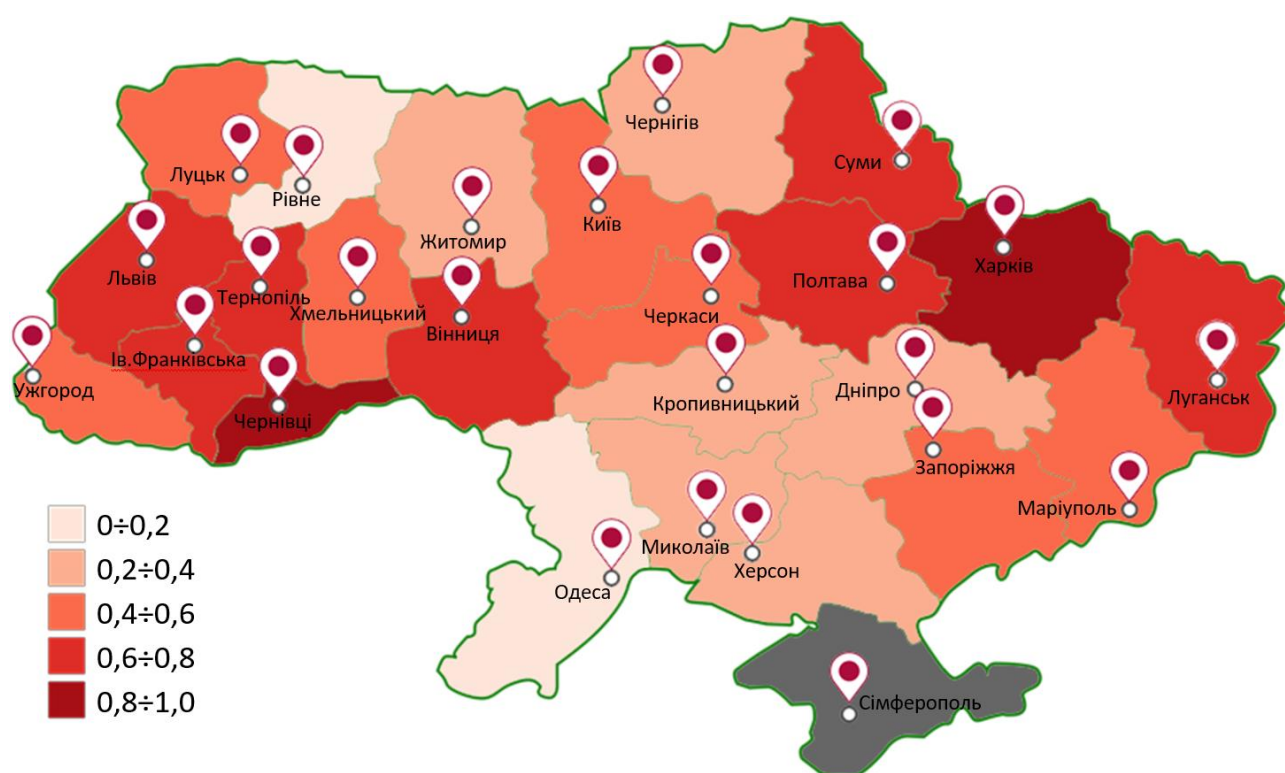 Чернігів
Суми
Луцьк
Рівне
Київ
Житомир
Харків
Львів
Полтава
Тернопіль
Хмельницький
Черкаси
Вінниця
Ів.Франківська
Ужгород
Кропивницький
Дніпро
Луганськ
Чернівці
Запоріжжя
Маріуполь
0÷0,2
Миколаїв
0,2÷0,4
Херсон
Одеса
0,4÷0,6
0,6÷0,8
0,8÷1,0
Сімферополь